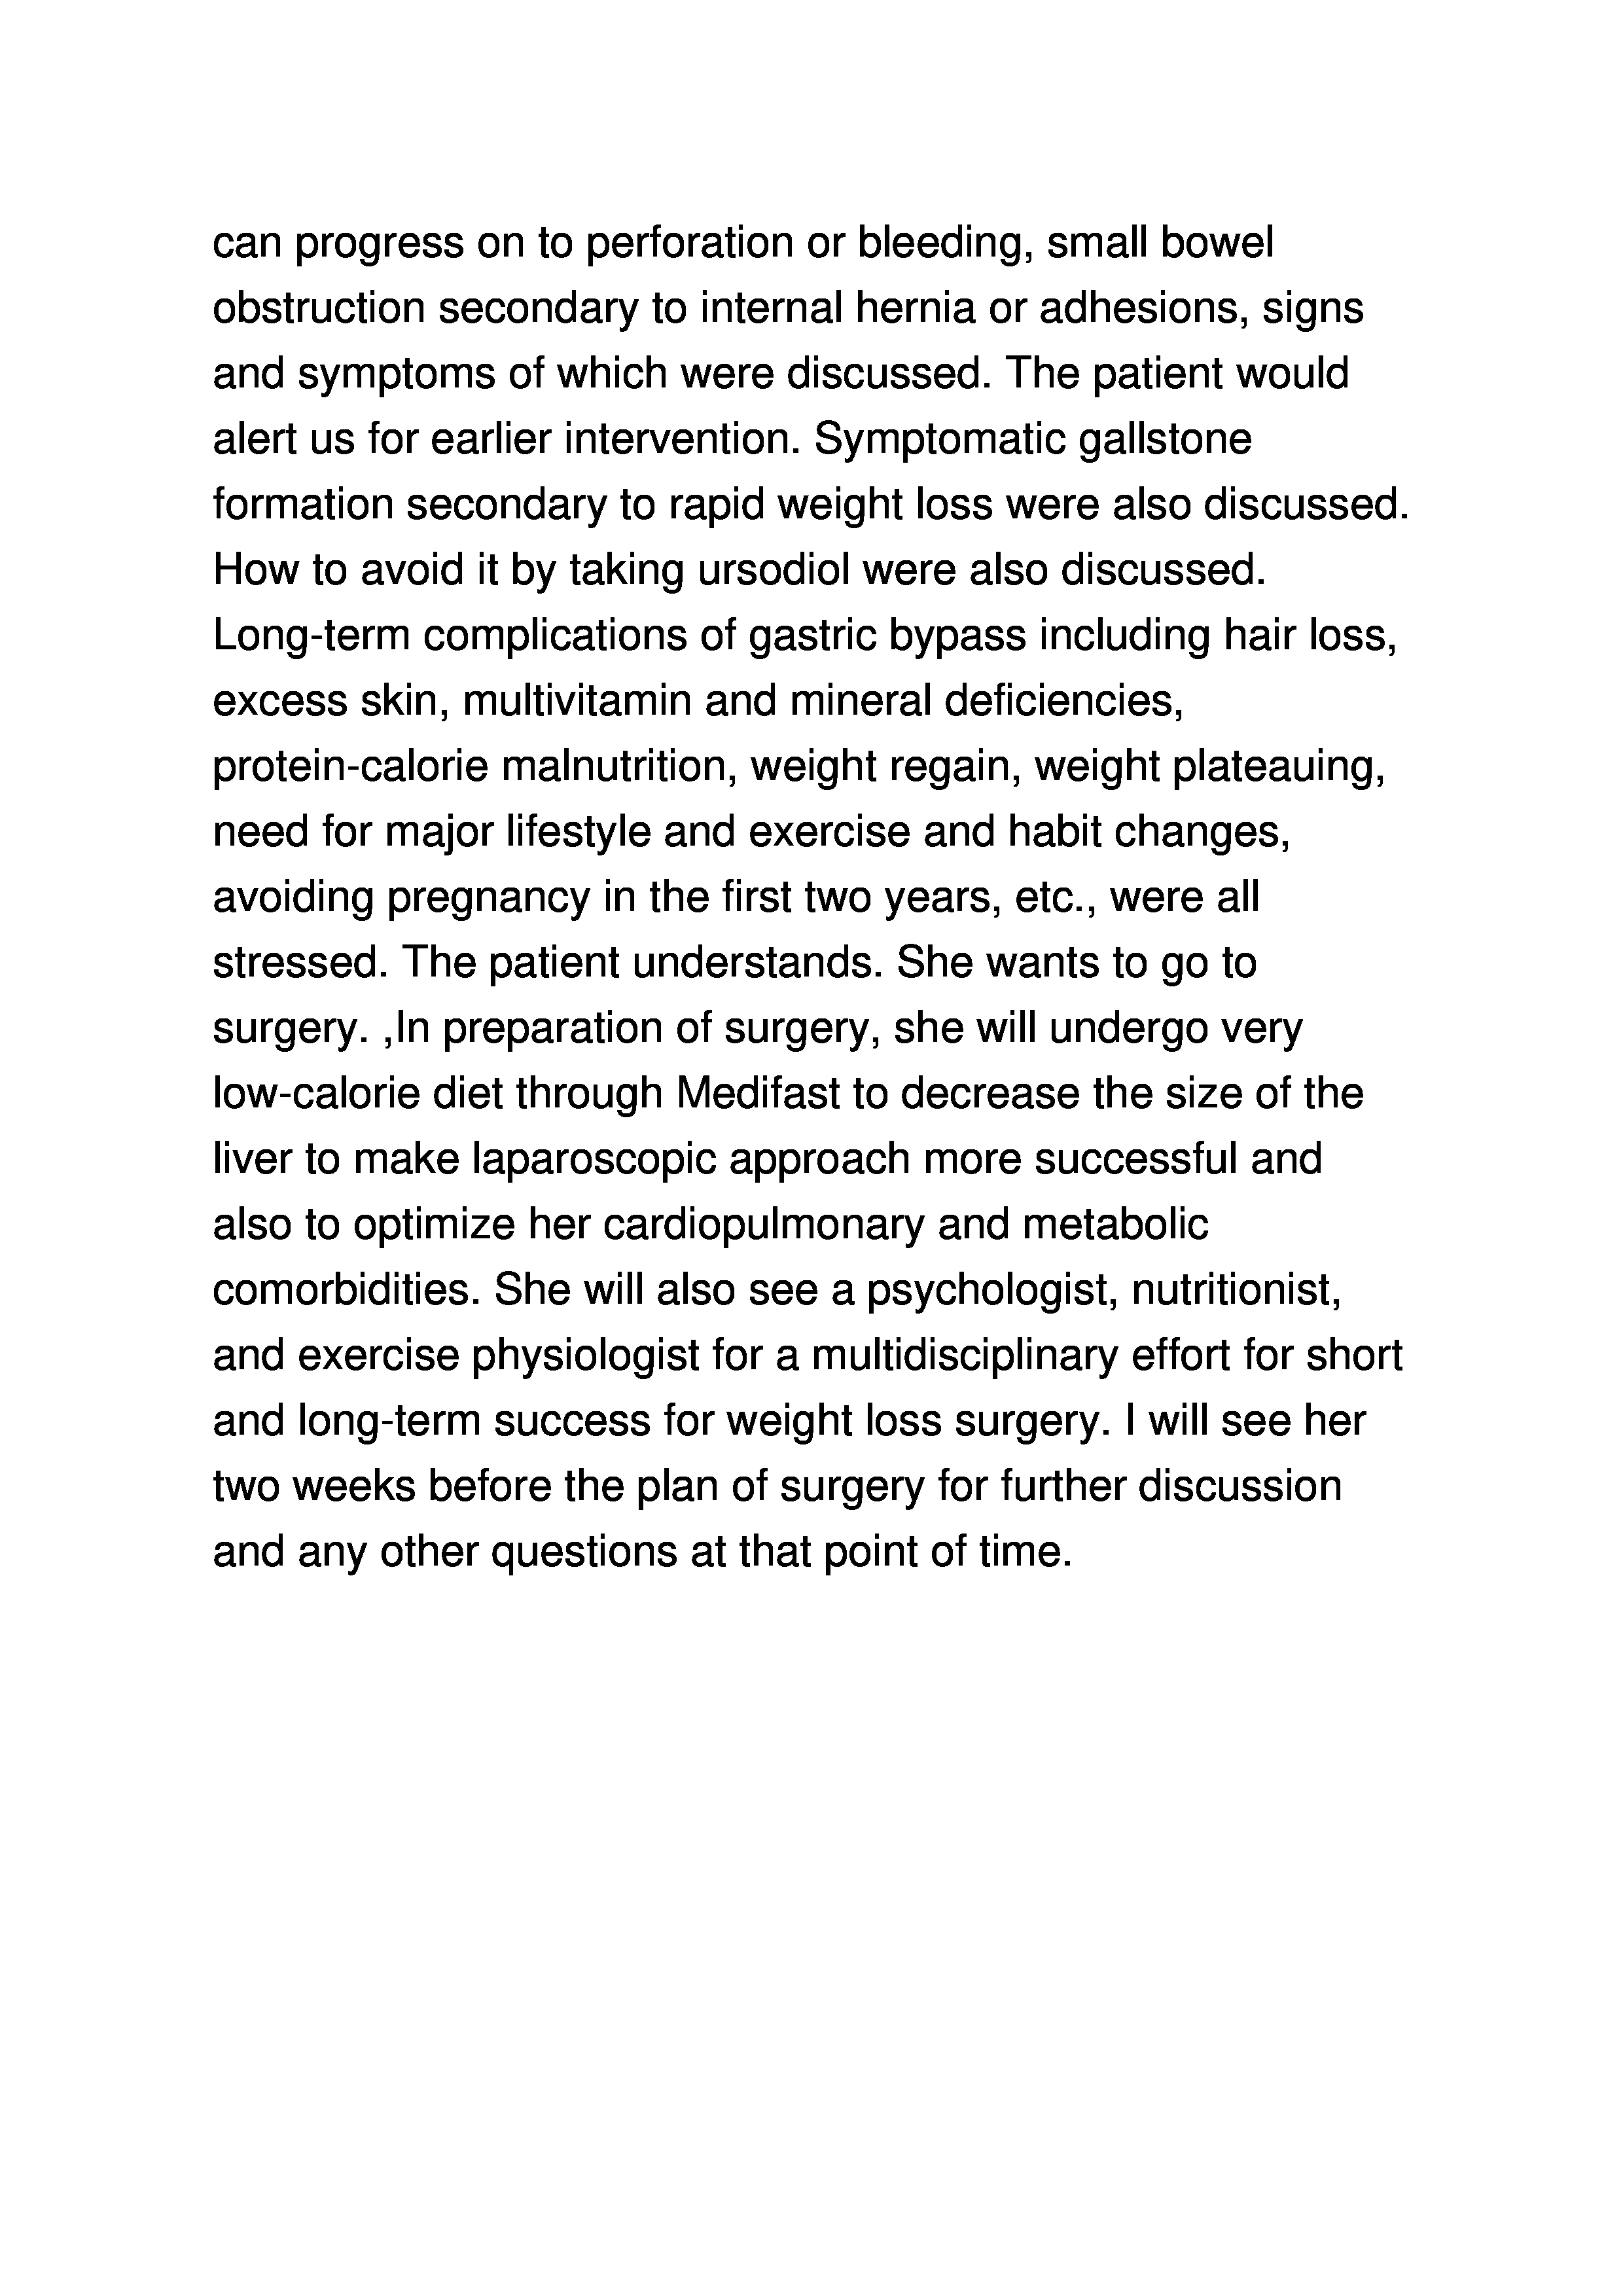 can progress on to perforation or bleeding, small bowel
obstruction secondary to internal hernia or adhesions, signs
and symptoms of which were discussed. The patient would
alert us for earlier intervention. Symptomatic gallstone
formation secondary to rapid weight loss were also discussed.
How to avoid it by taking ursodiol were also discussed.
Long-term complications of gastric bypass including hair loss,
excess skin, multivitamin and mineral deficiencies,
protein-calorie malnutrition, weight regain, weight plateauing,
need for major lifestyle and exercise and habit changes,
avoiding pregnancy in the first two years, etc., were all
stressed. The patient understands. She wants to go to
surgery. ,In preparation of surgery, she will undergo very
low-calorie diet through Medifast to decrease the size of the
liver to make laparoscopic approach more successful and
also to optimize her cardiopulmonary and metabolic
comorbidities. She will also see a psychologist, nutritionist,
and exercise physiologist for a multidisciplinary effort for short
and long-term success for weight loss surgery. I will see her
two weeks before the plan of surgery for further discussion
and any other questions at that point of time.